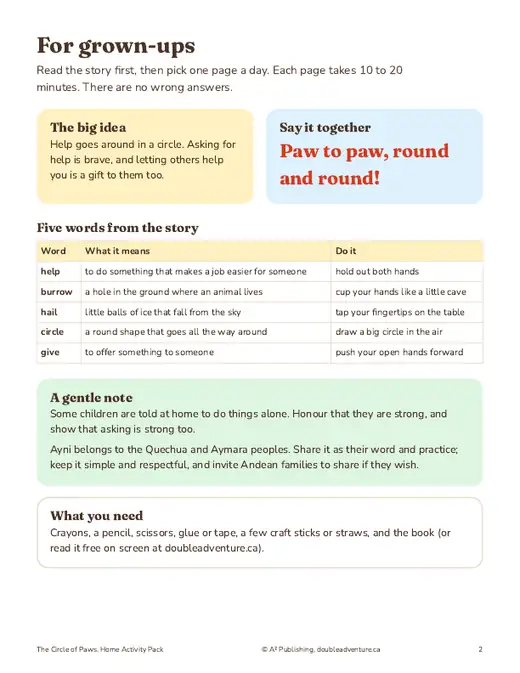 For grown-ups
Read the story first, then pick one page a day. Each page takes 10 to 20
minutes. There are no wrong answers.
The big idea
Help goes around in a circle. Asking for
help is brave, and letting others help
you is a gift to them too.
Say it together
Paw to paw, round
and round!
Five words from the story
Word What it means Do it
help to do something that makes a job easier for someone hold out both hands
burrow a hole in the ground where an animal lives cup your hands like a little cave
hail little balls of ice that fall from the sky tap your fingertips on the table
circle a round shape that goes all the way around draw a big circle in the air
give to offer something to someone push your open hands forward
A gentle note
Some children are told at home to do things alone. Honour that they are strong, and
show that asking is strong too.
Ayni belongs to the Quechua and Aymara peoples. Share it as their word and practice;
keep it simple and respectful, and invite Andean families to share if they wish.
What you need
Crayons, a pencil, scissors, glue or tape, a few craft sticks or straws, and the book (or
read it free on screen at doubleadventure.ca).
The Circle of Paws. Home Activity Pack © A² Publishing, doubleadventure.ca 2